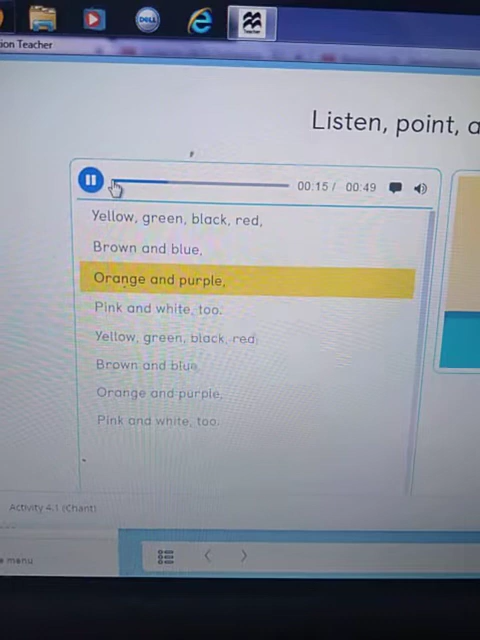 DELL
Teacher
ion Teacher
Listen, point, a
00:15 / 00:49
Yellow, green, black, red,
Brown and blue,
Orange and purple,
Pink and white, too.
Yellow, green, black, red,
Brown and blue,
Orange and purple,
Pink and white, too.
Activity 4.1 (Chant)
menu